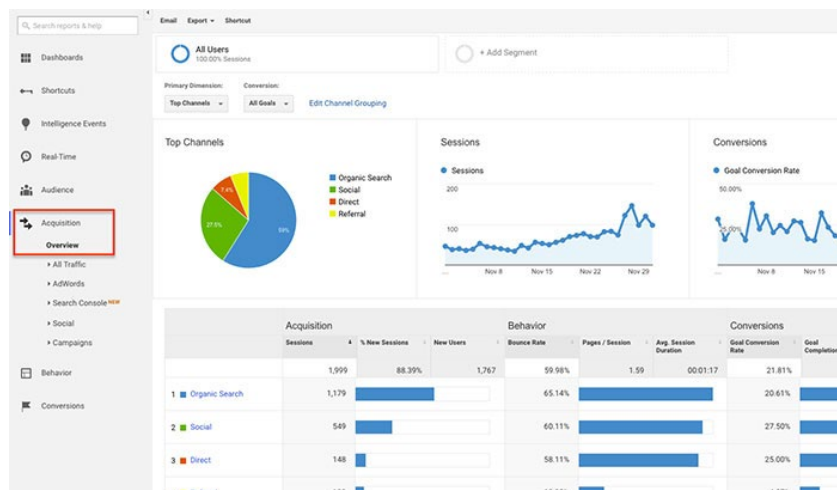 Search reports & help
Email Export Shortcut
Dashboards
Shortcuts
Intelligence Events
Real-Time
Audience
Acquisition
Overview
All Traffic
AdWords
Search Console NEW
Social
Campaigns
Behavior
Conversions
All Users
100.00% Sessions
+ Add Segment
Primary Dimension: Conversion:
Top Channels All Goals Edit Channel Grouping
Top Channels
7.4%
27.5%
59%
Organic Search
Social
Direct
Referral
Sessions
Sessions
200
100
... Nov 8 Nov 15 Nov 22 Nov 29
Conversions
Goal Conversion Rate
50.00%
25.00%
... Nov 8 Nov 15
Acquisition Behavior Conversions
Sessions % New Sessions New Users Bounce Rate Pages / Session Avg. Session Duration Goal Conversion Rate Goal Completion
1,999 88.39% 1,767 59.98% 1.59 00:01:17 21.81%
1 Organic Search 1,179 65.14% 20.61%
2 Social 549 60.11% 27.50%
3 Direct 148 58.11% 25.00%